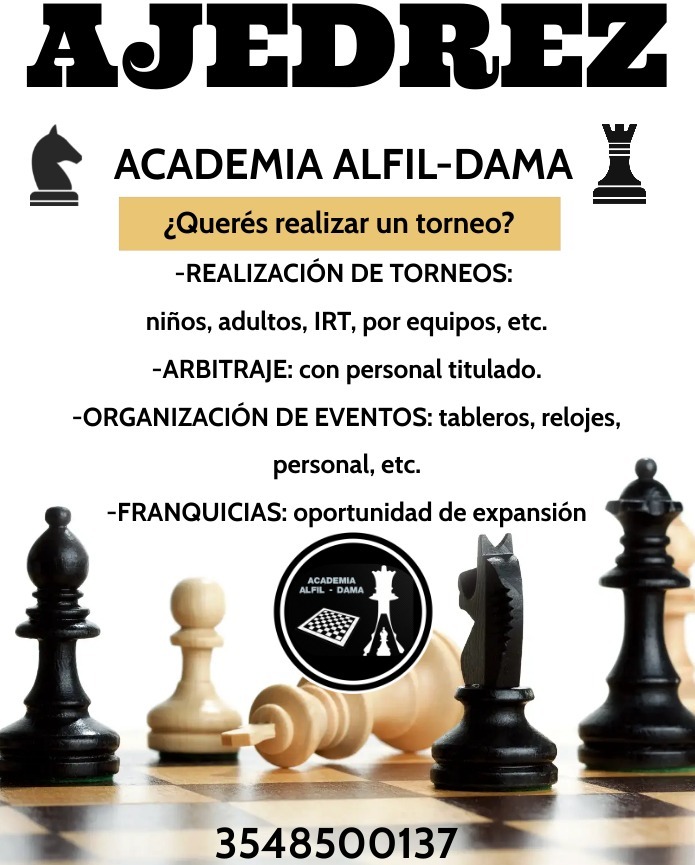 AJEDREZ
ACADEMIA ALFIL-DAMA
¿Querés realizar un torneo?
-REALIZACIÓN DE TORNEOS:
niños, adultos, IRT, por equipos, etc.
-ARBITRAJE: con personal titulado.
-ORGANIZACIÓN DE EVENTOS: tableros, relojes,
personal, etc.
-FRANQUICIAS: oportunidad de expansión
ACADEMIA
ALFIL - DAMA
3548500137